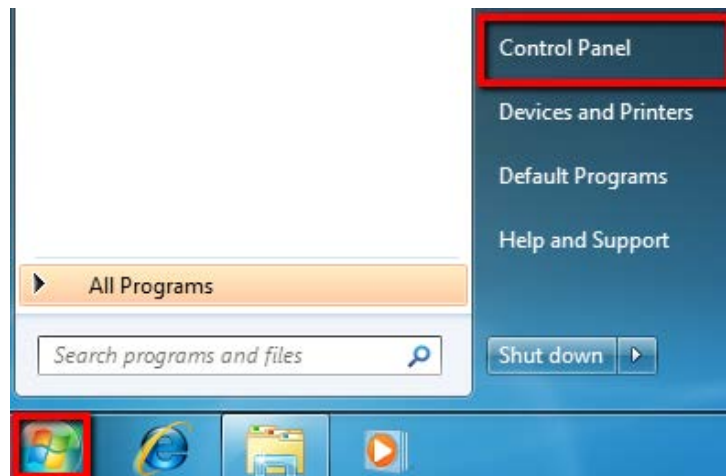 Control Panel
Devices and Printers
Default Programs
Help and Support
All Programs
Search programs and files
Shut down